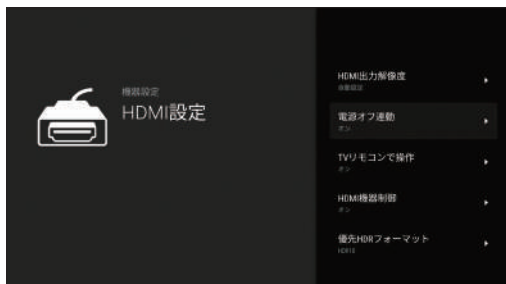 機器設定
HDMI設定
HDMI出力解像度
自動設定
電源オフ連動
オン
TVリモコンで操作
オン
HDMI機器制御
オン
優先HDRフォーマット
HDR10